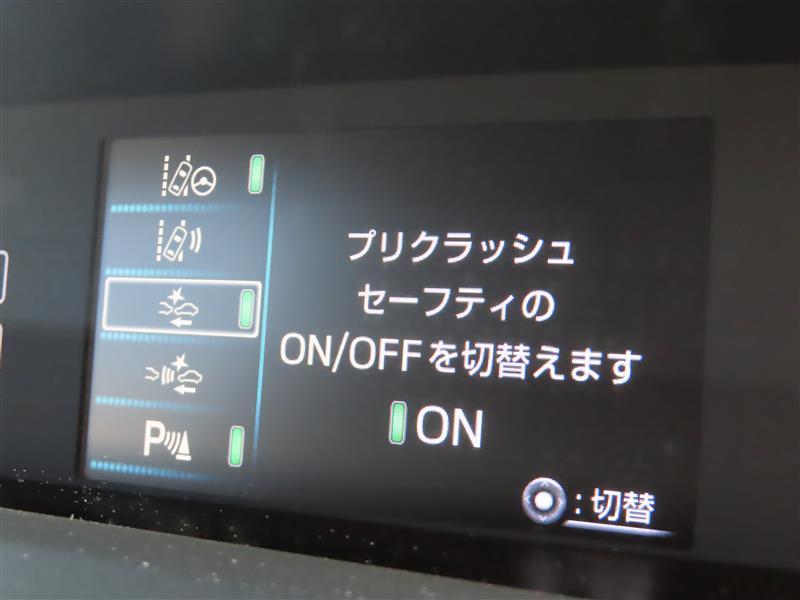 プリクラッシュ
セーフティの
ON/OFFを切替えます
ON
P
:切替